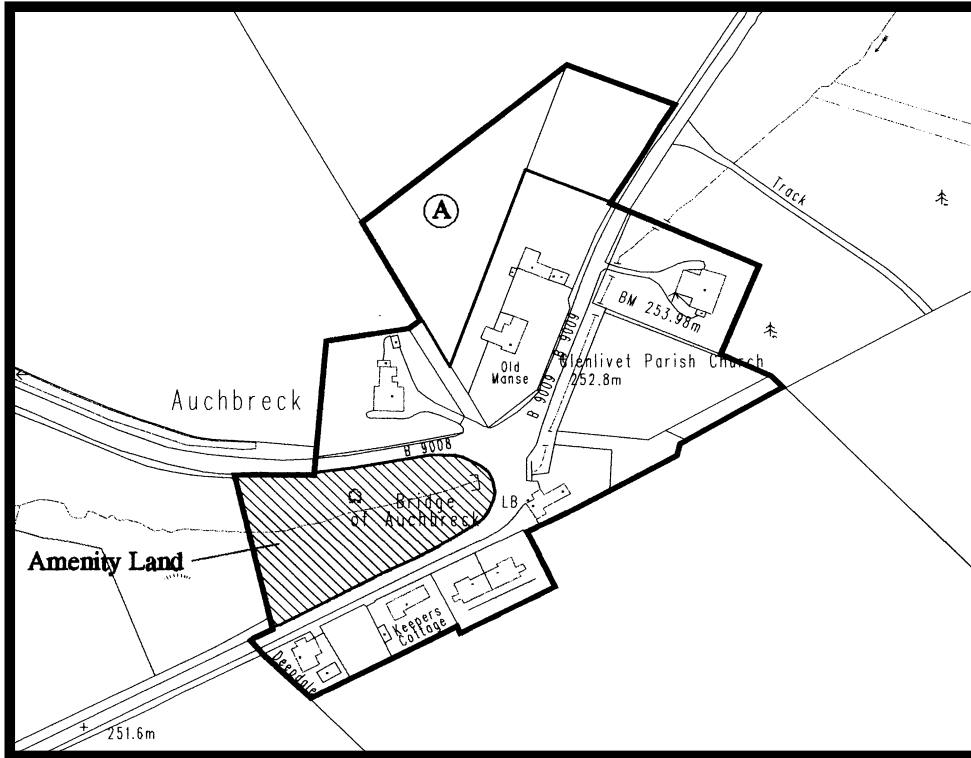 A
Track
BM 253.98m
B 9009
Old
Manse
Glenlivet Parish Church
252.8m
B 9009
Auchbreck
B 9008
Bridge
of Auchbreck
LB
Amenity Land
Keepers
Cottage
Deendale
251.6m